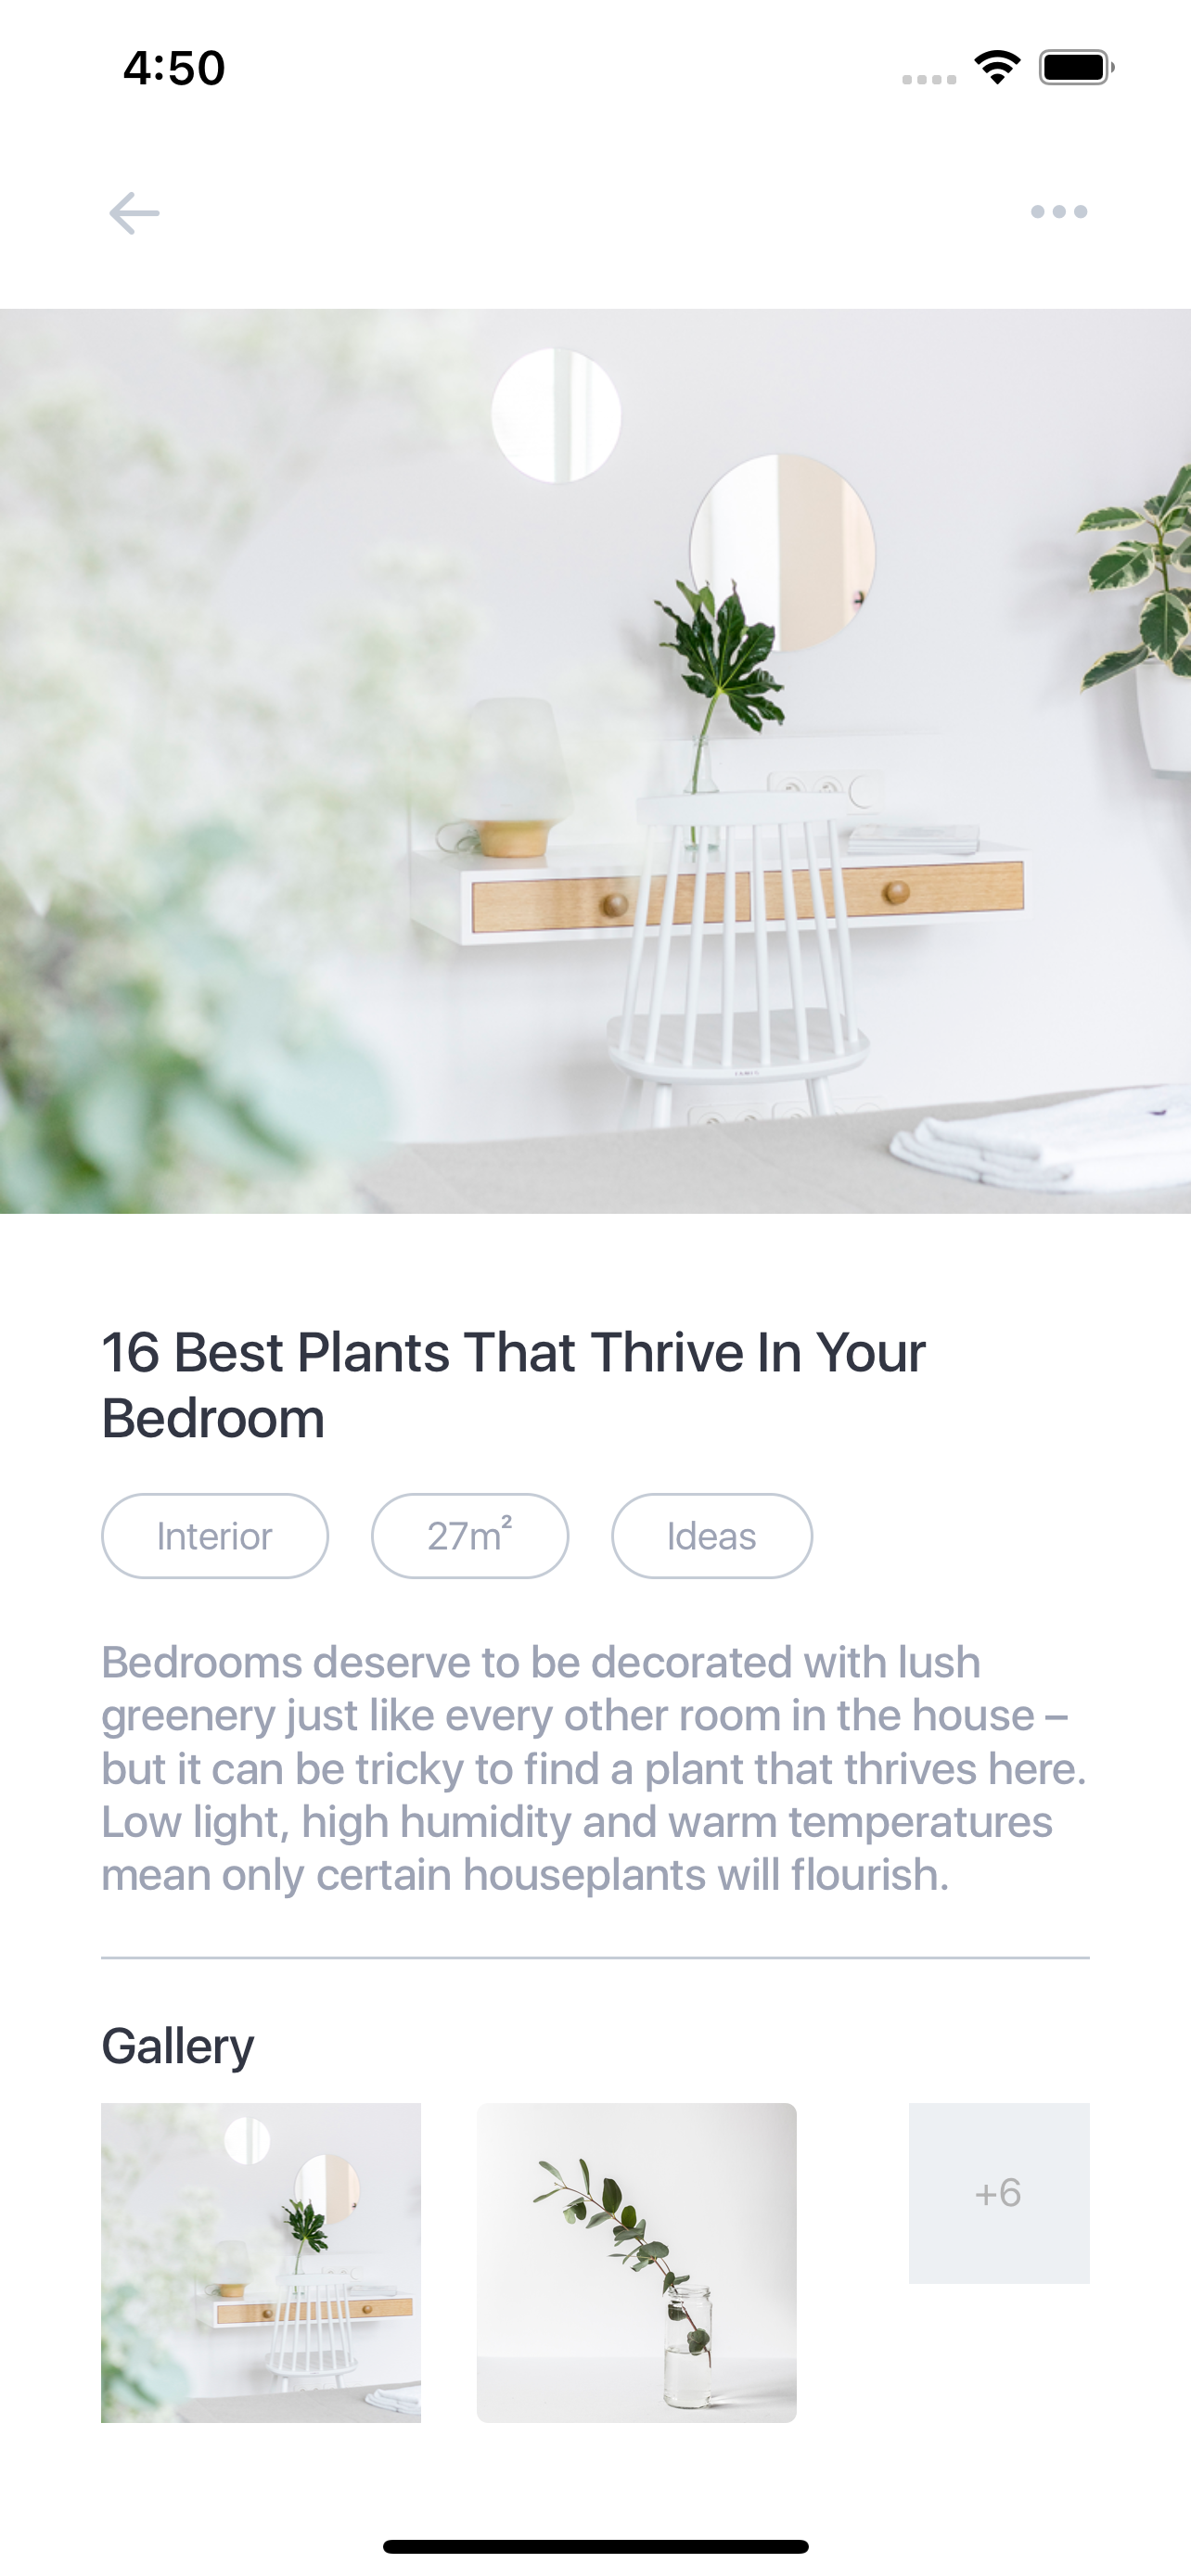 4:50
16 Best Plants That Thrive In Your
Bedroom
Interior
27m²
Ideas
Bedrooms deserve to be decorated with lush
greenery just like every other room in the house –
but it can be tricky to find a plant that thrives here.
Low light, high humidity and warm temperatures
mean only certain houseplants will flourish.
Gallery
+6